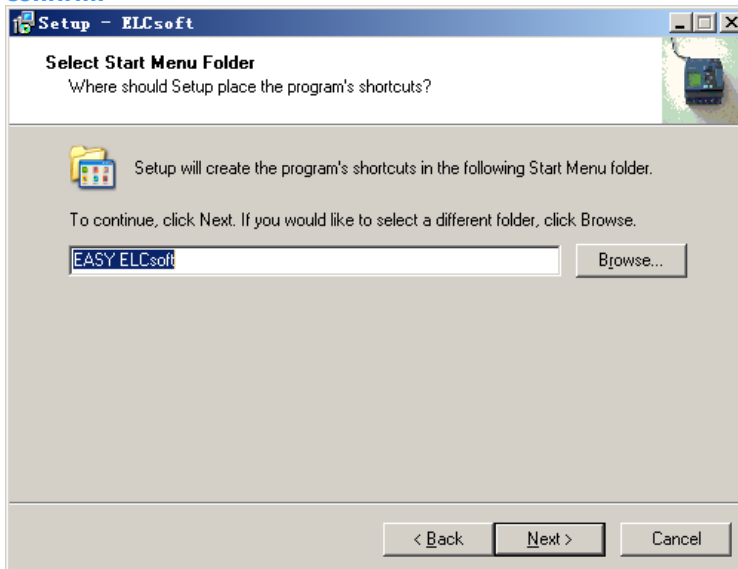 Setup - ELCsoft
Select Start Menu Folder
Where should Setup place the program's shortcuts?
Setup will create the program's shortcuts in the following Start Menu folder.
To continue, click Next. If you would like to select a different folder, click Browse.
EASY ELCsoft
Browse...
< Back
Next >
Cancel